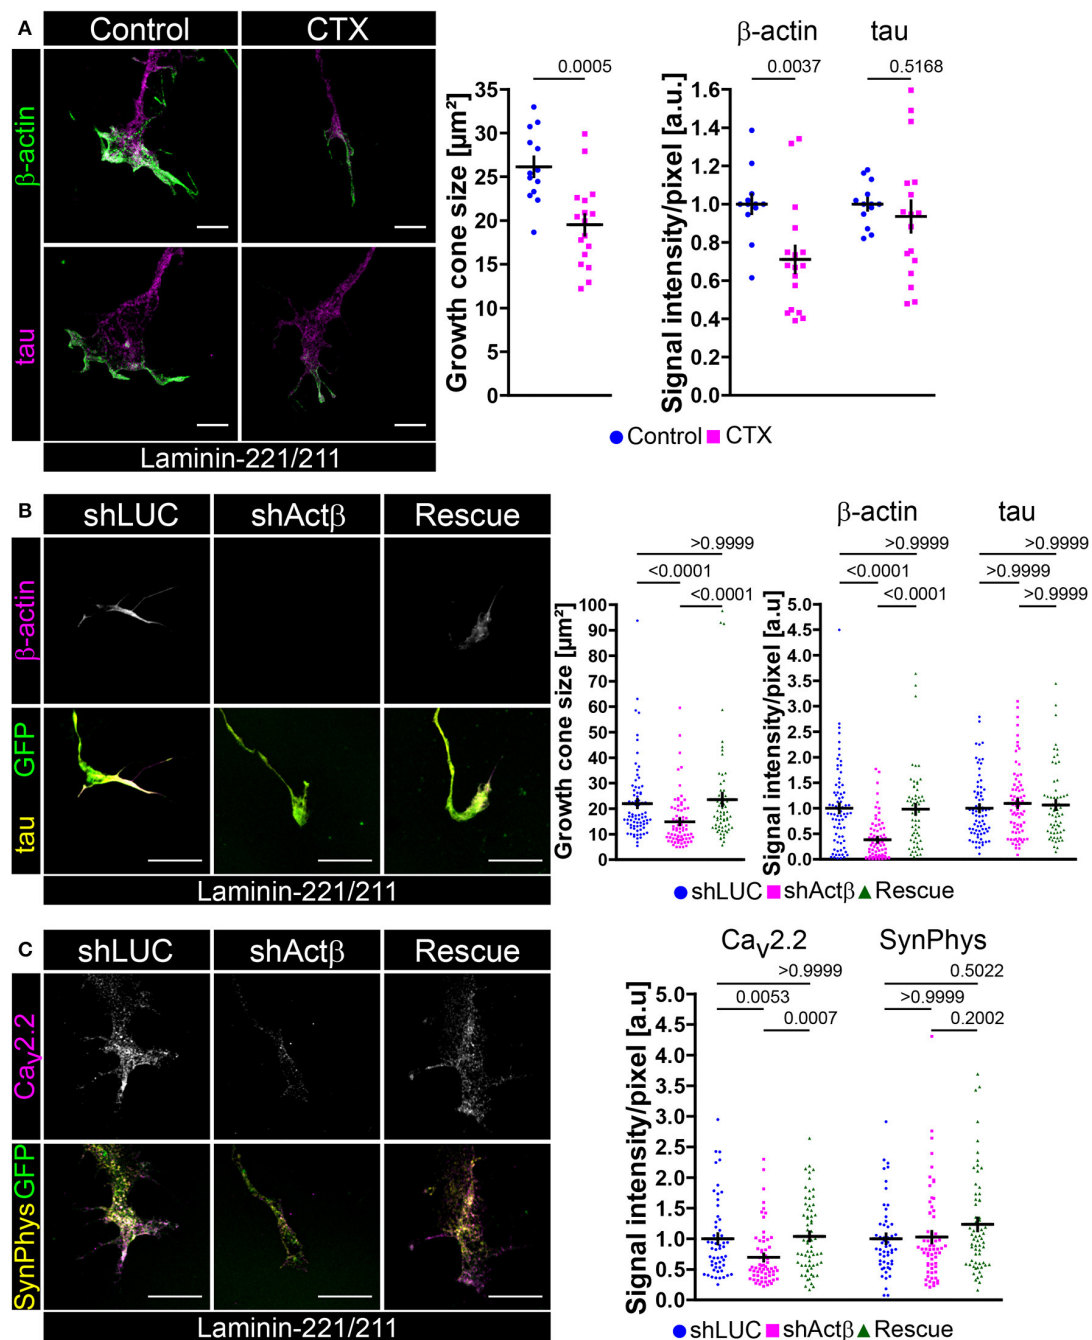 A
Control
CTX
β-actin
tau
Laminin-221/211
0.0005
Growth cone size [µm²]
35
30
25
20
15
10
5
0
β-actin
tau
0.0037
0.5168
Signal intensity/pixel [a.u.]
1.6
1.4
1.2
1.0
0.8
0.6
0.4
0.2
0.0
Control CTX
B
shLUC
shActβ
Rescue
β-actin
tau GFP
Laminin-221/211
>0.9999
<0.0001
<0.0001
Growth cone size [µm²]
100
90
80
70
60
50
40
30
20
10
0
β-actin
tau
>0.9999
>0.9999
<0.0001
>0.9999
<0.0001
>0.9999
Signal intensity/pixel [a.u]
5.0
4.5
4.0
3.5
3.0
2.5
2.0
1.5
1.0
0.5
0.0
shLUC shActβ Rescue
C
shLUC
shActβ
Rescue
Cav2.2
SynPhys GFP
Laminin-221/211
Cav2.2
SynPhys
>0.9999
0.5022
0.0053
>0.9999
0.0007
0.2002
Signal intensity/pixel [a.u]
5.0
4.5
4.0
3.5
3.0
2.5
2.0
1.5
1.0
0.5
0.0
shLUC shActβ Rescue